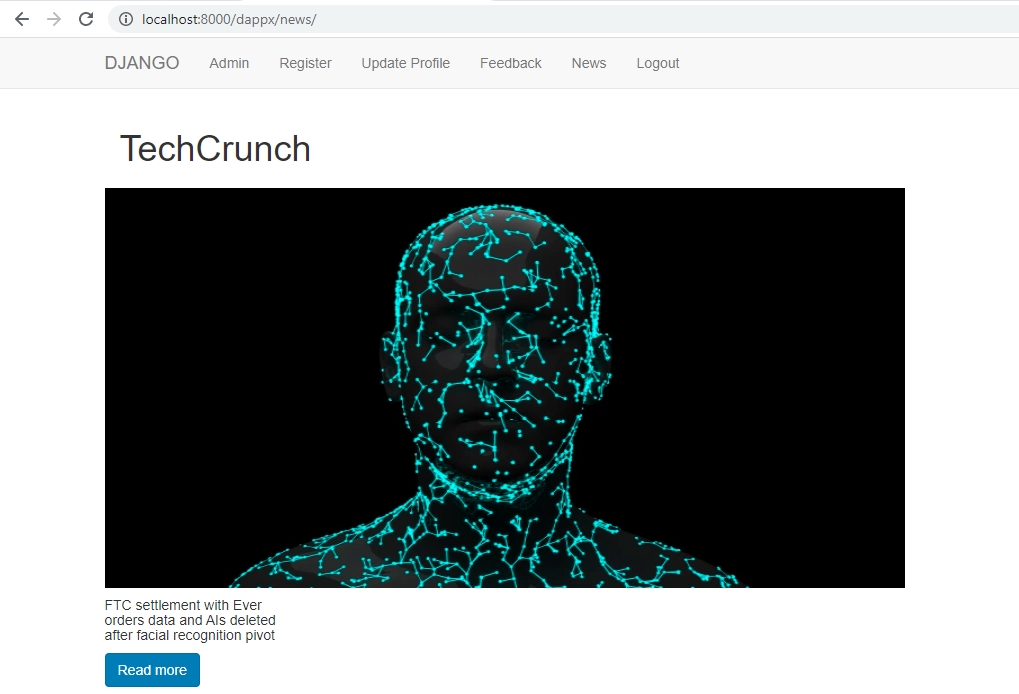 localhost:8000/dappx/news/
DJANGO Admin Register Update Profile Feedback News Logout
TechCrunch
FTC settlement with Ever
orders data and AIs deleted
after facial recognition pivot
Read more